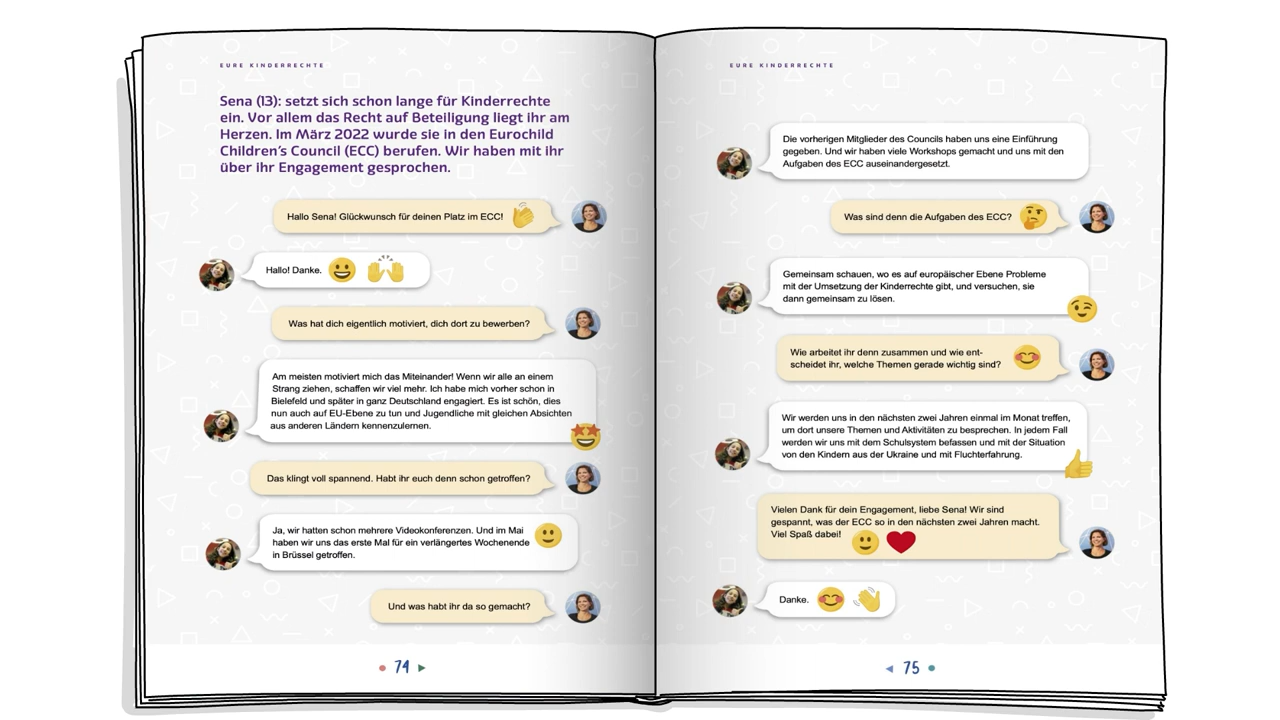 EURE KINDERRECHTE
Sena (13): setzt sich schon lange für Kinderrechte
ein. Vor allem das Recht auf Beteiligung liegt ihr am
Herzen. Im März 2022 wurde sie in den Eurochild
Children's Council (ECC) berufen. Wir haben mit ihr
über ihr Engagement gesprochen.
Hallo Sena! Glückwunsch für deinen Platz im ECC!
Hallo! Danke.
Was hat dich eigentlich motiviert, dich dort zu bewerben?
Am meisten motiviert mich das Miteinander! Wenn wir alle an einem
Strang ziehen, schaffen wir viel mehr. Ich habe mich vorher schon in
Bielefeld und später in ganz Deutschland engagiert. Es ist schön, dies
nun auch auf EU-Ebene zu tun und Jugendliche mit gleichen Absichten
aus anderen Ländern kennenzulernen.
Das klingt voll spannend. Habt ihr euch denn schon getroffen?
Ja, wir hatten schon mehrere Videokonferenzen. Und im Mai
haben wir uns das erste Mal für ein verlängertes Wochenende
in Brüssel getroffen.
Und was habt ihr da so gemacht?
74
EURE KINDERRECHTE
Die vorherigen Mitglieder des Councils haben uns eine Einführung
gegeben. Und wir haben viele Workshops gemacht und uns mit den
Aufgaben des ECC auseinandergesetzt.
Was sind denn die Aufgaben des ECC?
Gemeinsam schauen, wo es auf europäischer Ebene Probleme
mit der Umsetzung der Kinderrechte gibt, und versuchen, sie
dann gemeinsam zu lösen.
Wie arbeitet ihr denn zusammen und wie ent-
scheidet ihr, welche Themen gerade wichtig sind?
Wir werden uns in den nächsten zwei Jahren einmal im Monat treffen,
um dort unsere Themen und Aktivitäten zu besprechen. In jedem Fall
werden wir uns mit dem Schulsystem befassen und mit der Situation
von den Kindern aus der Ukraine und mit Fluchterfahrung.
Vielen Dank für dein Engagement, liebe Sena! Wir sind
gespannt, was der ECC so in den nächsten zwei Jahren macht.
Viel Spaß dabei!
Danke.
75